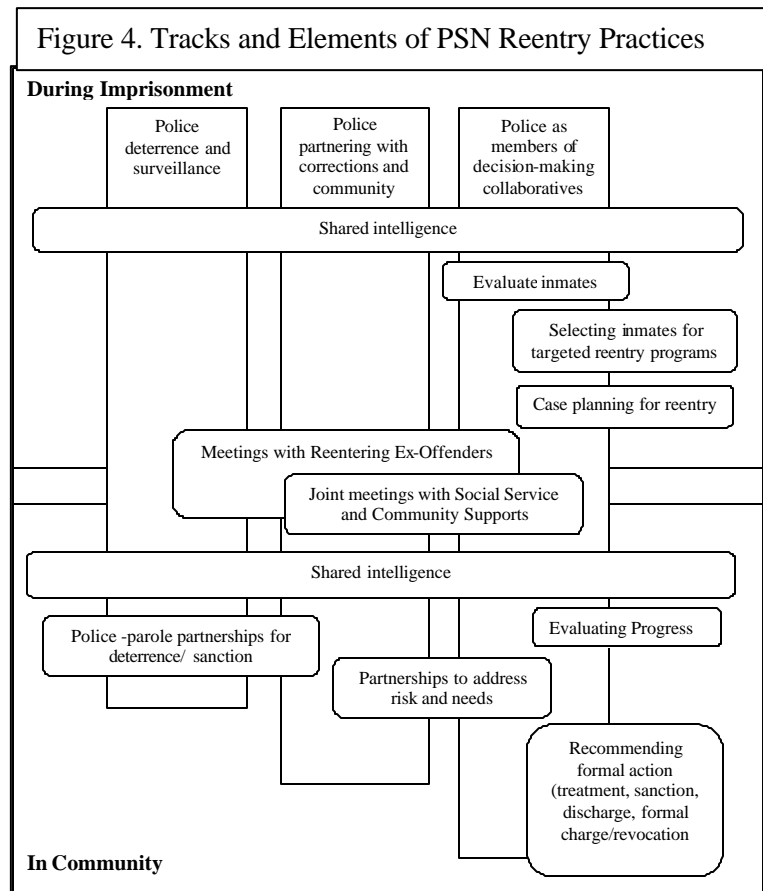 Figure 4. Tracks and Elements of PSN Reentry Practices
During Imprisonment
Police
deterrence and
surveillance
Police
partnering with
corrections and
community
Police as
members of
decision-making
collaboratives
Shared intelligence
Evaluate inmates
Selecting inmates for
targeted reentry programs
Case planning for reentry
Meetings with Reentering Ex-Offenders
Joint meetings with Social Service
and Community Supports
Shared intelligence
Police -parole partnerships for
deterrence/ sanction
Evaluating Progress
Partnerships to address
risk and needs
Recommending
formal action
(treatment, sanction,
discharge, formal
charge/revocation
In Community